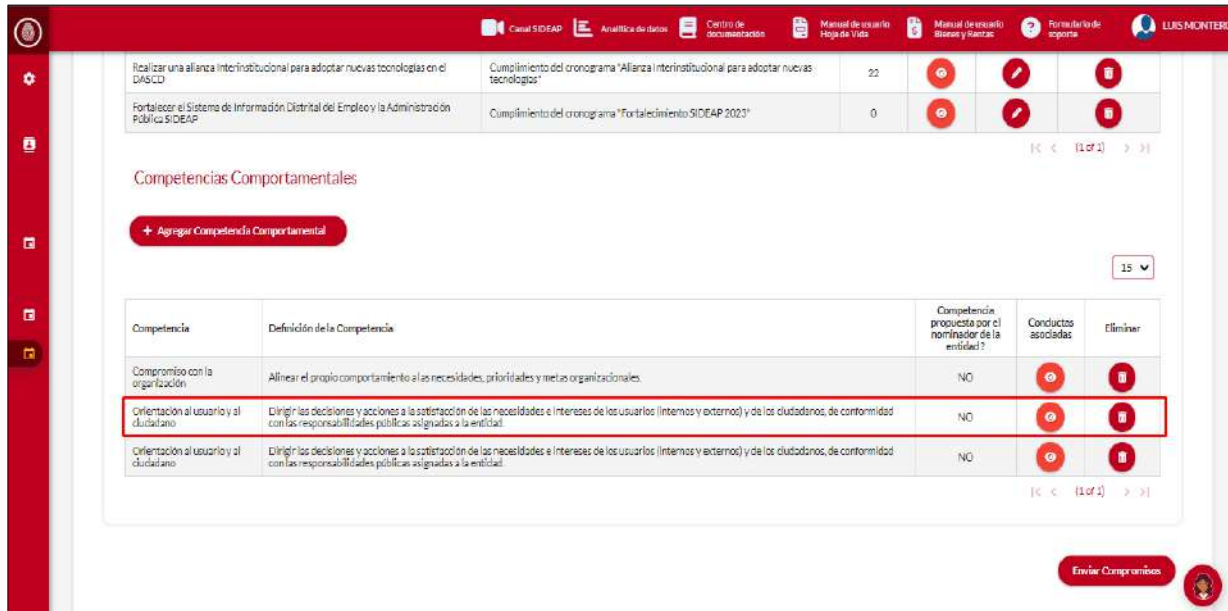 Canal SIDEAP
Analítica de datos
Centro de
documentación
Manual de usuario
Hoja de Vida
Manual de usuario
Bienes y Rentas
Formulario de
soporte
LUIS MONTERO
Realizar una alianza Interinstitucional para adoptar nuevas tecnologías en el
DASCD
Cumplimiento del cronograma "Alianza Interinstitucional para adoptar nuevas
tecnologías"
22
Fortalecer el Sistema de Información Distrital del Empleo y la Administración
Pública SIDEAP
Cumplimiento del cronograma "Fortalecimiento SIDEAP 2023"
0
(1 of 1)
Competencias Comportamentales
+ Agregar Competencia Comportamental
15
Competencia
Definición de la Competencia
Competencia
propuesta por el
nominador de la
entidad?
Conductas
asociadas
Eliminar
Compromiso con la
organización
Alinear el propio comportamiento a las necesidades, prioridades y metas organizacionales.
NO
Orientación al usuario y al
ciudadano
Dirigir las decisiones y acciones a la satisfacción de las necesidades e intereses de los usuarios (internos y externos) y de los ciudadanos, de conformidad
con las responsabilidades públicas asignadas a la entidad.
NO
Orientación al usuario y al
ciudadano
Dirigir las decisiones y acciones a la satisfacción de las necesidades e intereses de los usuarios (internos y externos) y de los ciudadanos, de conformidad
con las responsabilidades públicas asignadas a la entidad.
NO
(1 of 1)
Enviar Compromisos